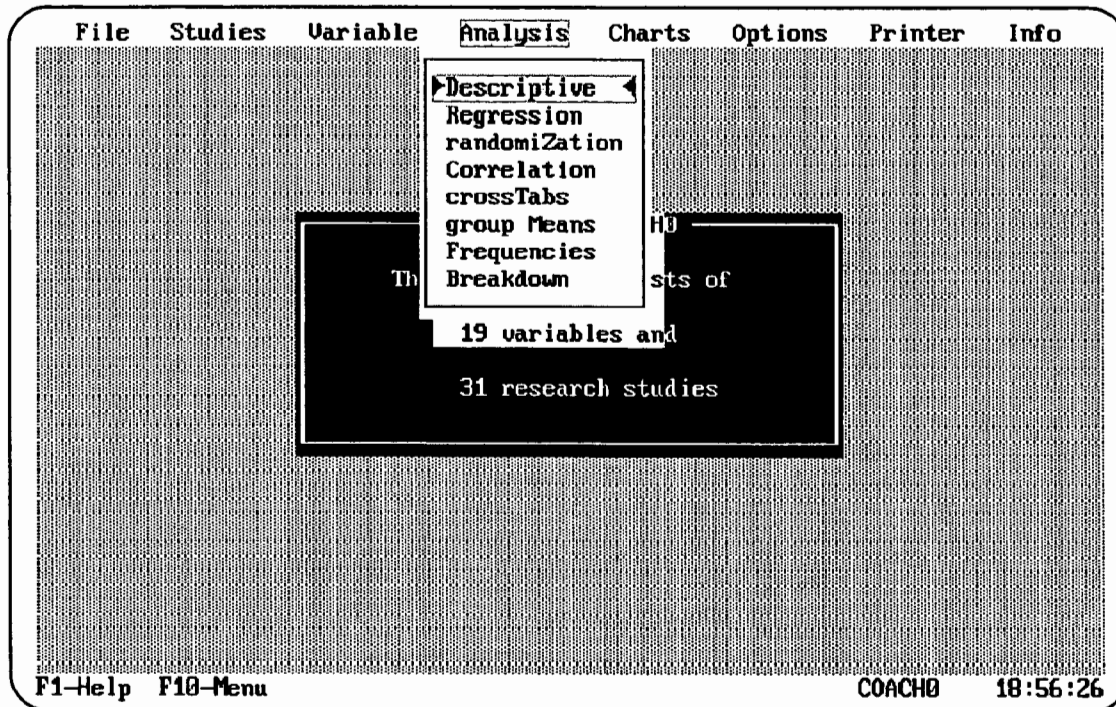 File Studies Variable Analysis Charts Options Printer Info
Descriptive
Regression
randomiZation
Correlation
crossTabs
group Means H0
Frequencies
Th Breakdown sts of
19 variables and
31 research studies
F1-Help F10-Menu COACH0 18:56:26